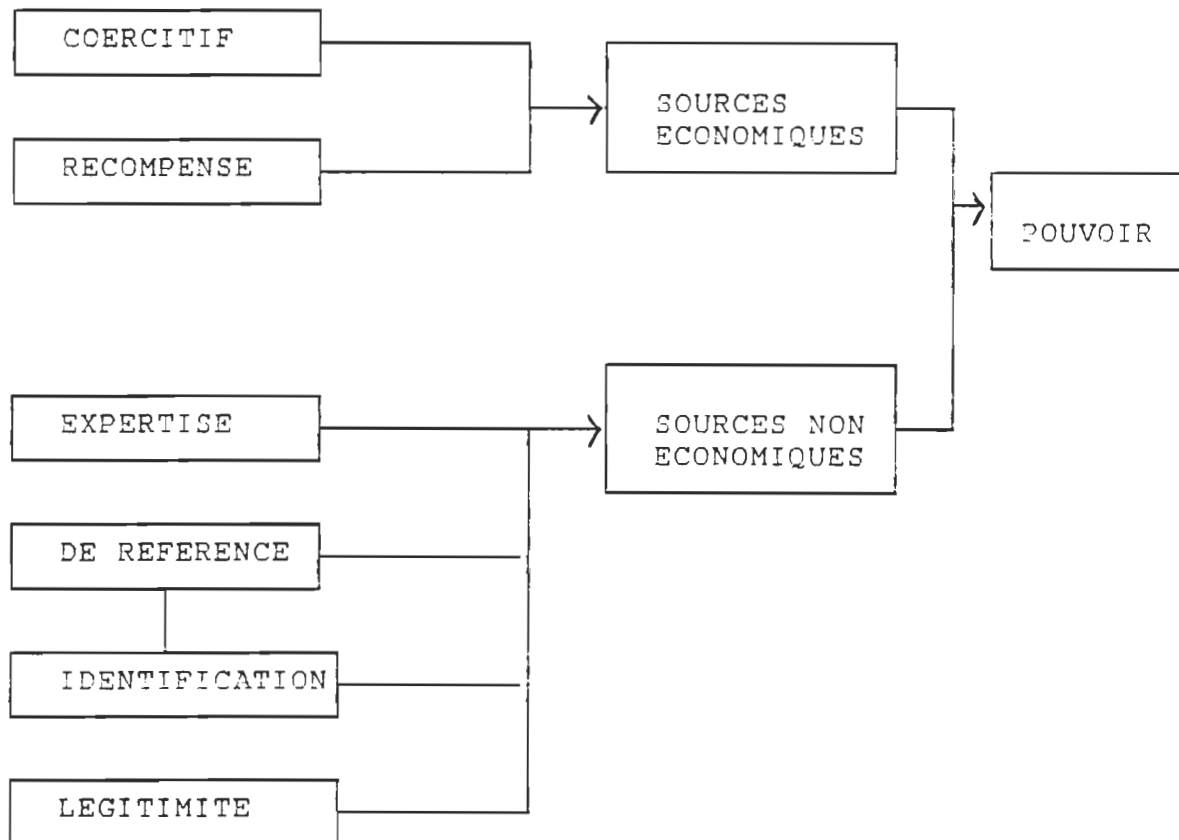 COERCITIF
RECOMPENSE
SOURCES
ECONOMIQUES
POUVOIR
EXPERTISE
SOURCES NON
ECONOMIQUES
DE REFERENCE
IDENTIFICATION
LEGITIMITE